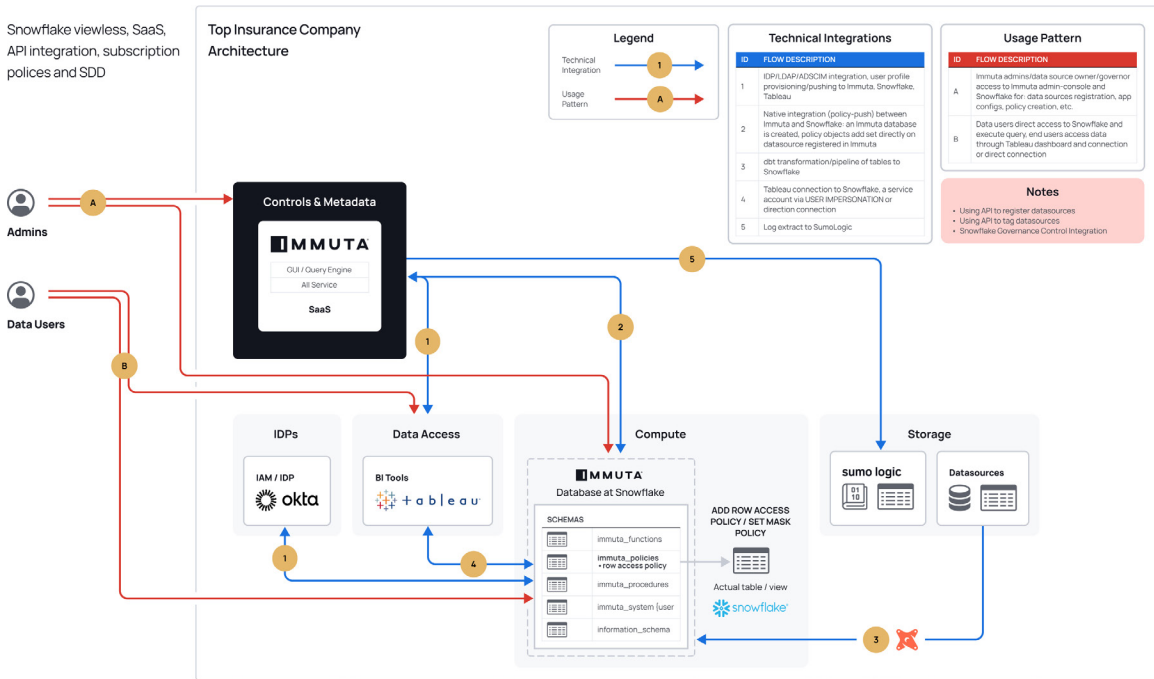 Snowflake viewless, SaaS,
API integration, subscription
polices and SDD
Top Insurance Company
Architecture
Legend
Technical
Integration
1
Usage
Pattern
A
Technical Integrations
ID FLOW DESCRIPTION
1
IDP/LDAP/ADSCIM integration, user profile
provisioning/pushing to Immuta, Snowflake,
Tableau
2
Native integration (policy-push) between
Immuta and Snowflake: an Immuta database
is created, policy objects add set directly on
datasource registered in Immuta
3
dbt transformation/pipeline of tables to
Snowflake
4
Tableau connection to Snowflake, a service
account via USER IMPERSONATION or
direction connection
5
Log extract to SumoLogic
Usage Pattern
ID FLOW DESCRIPTION
A
Immuta admins/data source owner/governor
access to Immuta admin-console and
Snowflake for: data sources registration, app
configs, policy creation, etc.
B
Data users direct access to Snowflake and
execute query, end users access data
through Tableau dashboard and connection
or direct connection
Notes
• Using API to register datasources
• Using API to tag datasources
• Snowflake Governance Control Integration
Admins
A
Data Users
B
Controls & Metadata
IMMUTA
GUI / Query Engine
All Service
SaaS
5
1
2
IDPs
IAM / IDP
okta
1
Data Access
BI Tools
+ableau
4
Compute
IMMUTA
Database at Snowflake
SCHEMAS
immuta_functions
immuta_policies
• row access policy
immuta_procedures
immuta_system (user
information_schema
ADD ROW ACCESS
POLICY / SET MASK
POLICY
Actual table / view
snowflake
Storage
sumo logic
01
10
Datasources
3